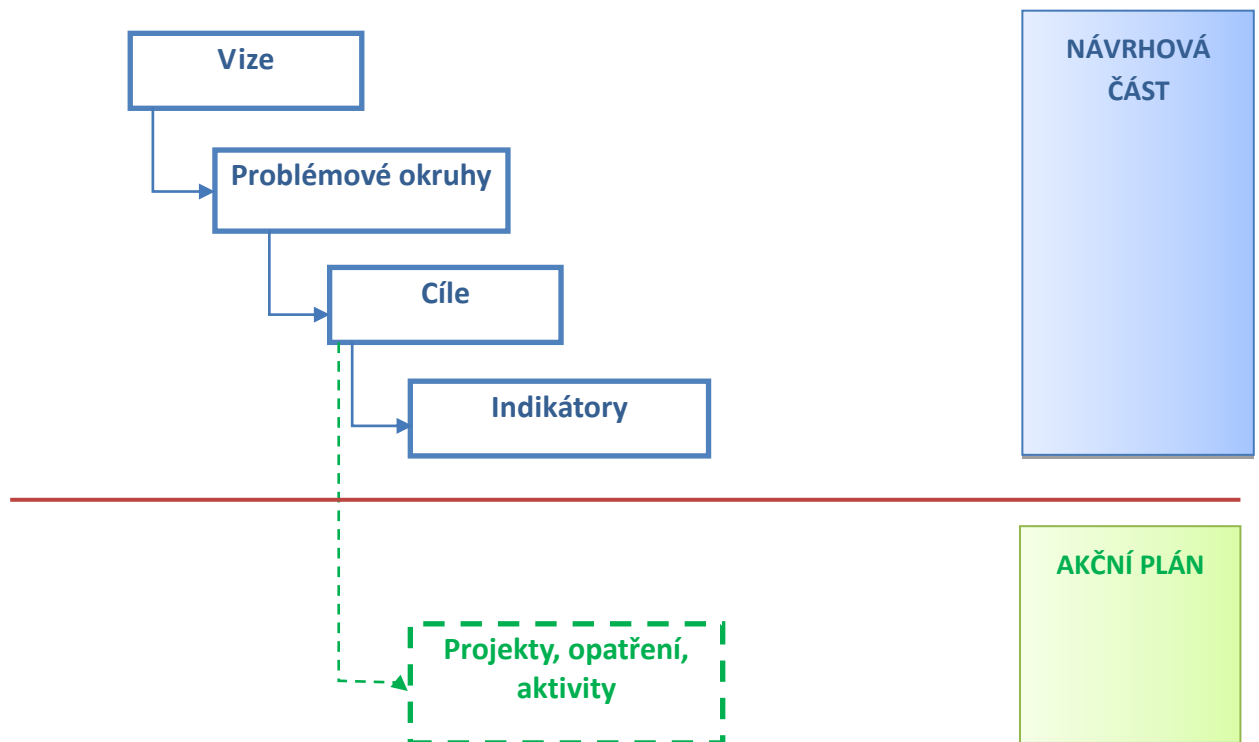 Vize
NÁVRHOVÁ
ČÁST
Problémové okruhy
Cíle
Indikátory
AKČNÍ PLÁN
Projekty, opatření,
aktivity